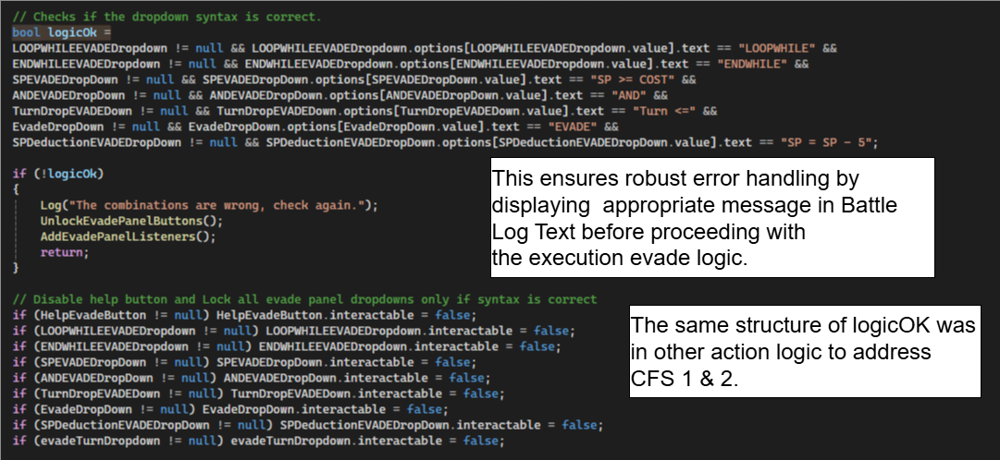 // Checks if the dropdown syntax is correct.
bool logicOk =
LOOPWHILEEVADEDropdown != null && LOOPWHILEEVADEDropdown.options[LOOPWHILEEVADEDropdown.value].text == "LOOPWHILE" &&
ENDWHILEEVADEDropdown != null && ENDWHILEEVADEDropdown.options[ENDWHILEEVADEDropdown.value].text == "ENDWHILE" &&
SPEVADEDropDown != null && SPEVADEDropDown.options[SPEVADEDropDown.value].text == "SP >= COST" &&
ANDEVADEDropDown != null && ANDEVADEDropDown.options[ANDEVADEDropDown.value].text == "AND" &&
TurnDropEVADEDown != null && TurnDropEVADEDown.options[TurnDropEVADEDown.value].text == "Turn <=" &&
EvadeDropDown != null && EvadeDropDown.options[EvadeDropDown.value].text == "EVADE" &&
SPDeductionEVADEDropDown != null && SPDeductionEVADEDropDown.options[SPDeductionEVADEDropDown.value].text == "SP = SP - 5";
if (!logicOk)
{
Log("The combinations are wrong, check again.");
UnlockEvadePanelButtons();
AddEvadePanelListeners();
return;
}
This ensures robust error handling by
displaying appropriate message in Battle
Log Text before proceeding with
the execution evade logic.
// Disable help button and Lock all evade panel dropdowns only if syntax is correct
if (HelpEvadeButton != null) HelpEvadeButton.interactable = false;
if (LOOPWHILEEVADEDropdown != null) LOOPWHILEEVADEDropdown.interactable = false;
if (ENDWHILEEVADEDropdown != null) ENDWHILEEVADEDropdown.interactable = false;
if (SPEVADEDropDown != null) SPEVADEDropDown.interactable = false;
if (ANDEVADEDropDown != null) ANDEVADEDropDown.interactable = false;
if (TurnDropEVADEDown != null) TurnDropEVADEDown.interactable = false;
if (EvadeDropDown != null) EvadeDropDown.interactable = false;
if (SPDeductionEVADEDropDown != null) SPDeductionEVADEDropDown.interactable = false;
if (evadeTurnDropdown != null) evadeTurnDropdown.interactable = false;
The same structure of logicOK was
in other action logic to address
CFS 1 & 2.